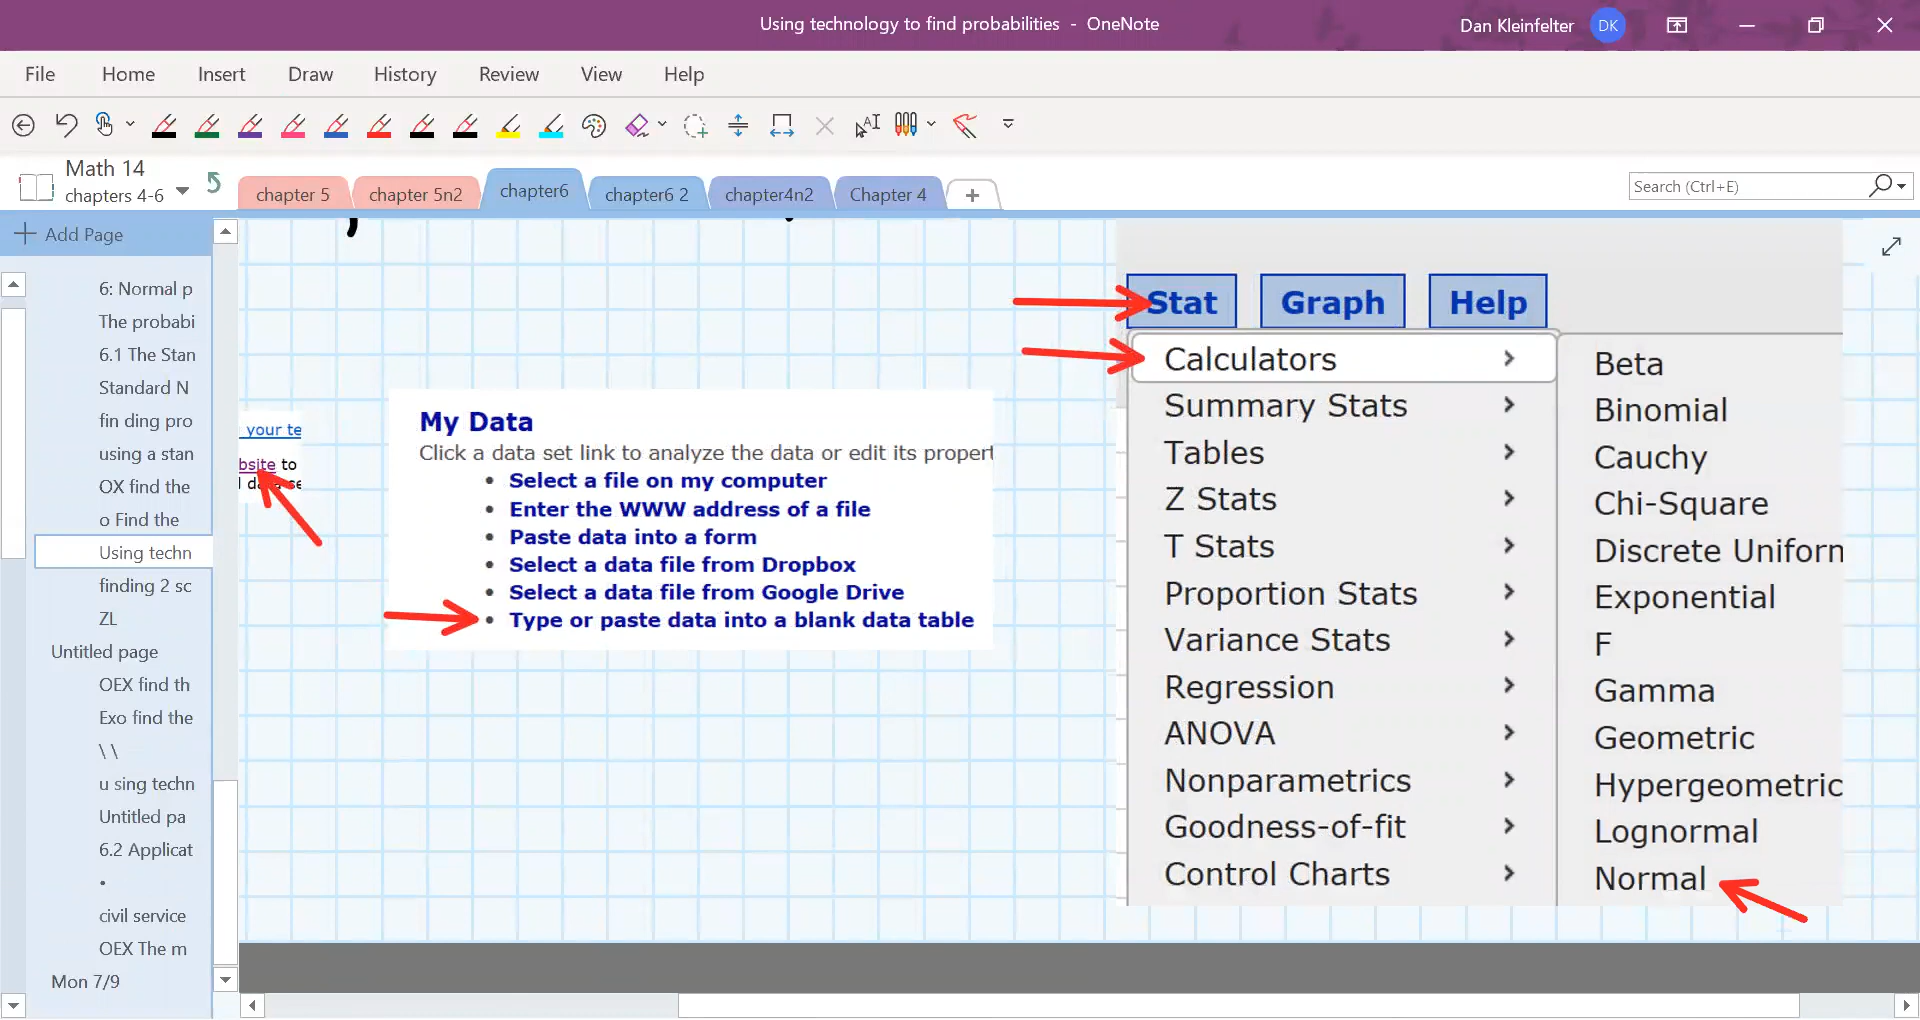 Using technology to find probabilities - OneNote
Dan Kleinfelter
DK
File Home Insert Draw History Review View Help
Math 14
chapters 4-6
chapter 5
chapter 5n2
chapter6
chapter6 2
chapter4n2
Chapter 4
Search (Ctrl+E)
Add Page
6: Normal p
The probabi
6.1 The Stan
Standard N
fin ding pro
using a stan
OX find the
o Find the
Using techn
finding 2 sc
ZL
Untitled page
OEX find th
Exo find the
\ \
u sing techn
Untitled pa
6.2 Applicat
•
civil service
OEX The m
Mon 7/9
your te
bsite to
My Data
Click a data set link to analyze the data or edit its propert
• Select a file on my computer
• Enter the WWW address of a file
• Paste data into a form
• Select a data file from Dropbox
• Select a data file from Google Drive
• Type or paste data into a blank data table
Stat Graph Help
Calculators
Summary Stats
Tables
Z Stats
T Stats
Proportion Stats
Variance Stats
Regression
ANOVA
Nonparametrics
Goodness-of-fit
Control Charts
Beta
Binomial
Cauchy
Chi-Square
Discrete Uniform
Exponential
F
Gamma
Geometric
Hypergeometric
Lognormal
Normal